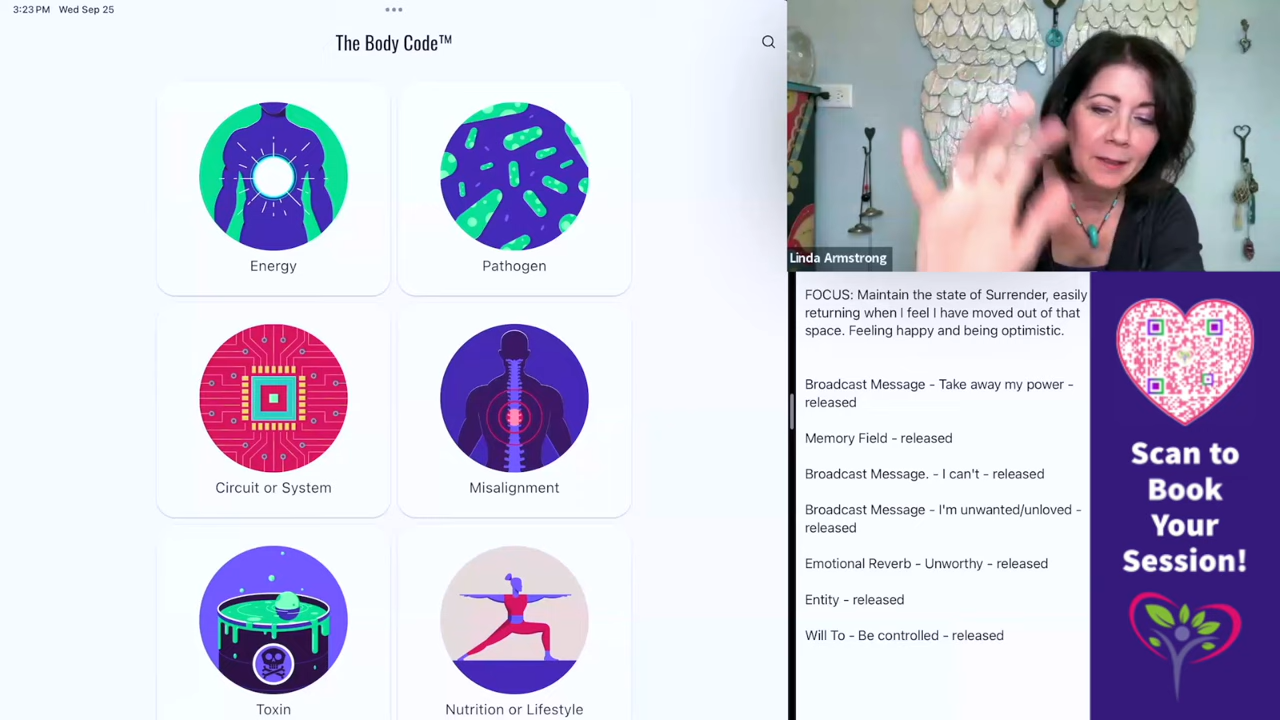 3:23 PM Wed Sep 25
The Body Code™
Energy
Pathogen
Circuit or System
Misalignment
Toxin
Nutrition or Lifestyle
Linda Armstrong
FOCUS: Maintain the state of Surrender, easily
returning when I feel I have moved out of that
space. Feeling happy and being optimistic.
Broadcast Message - Take away my power -
released
Memory Field - released
Broadcast Message. - I can't - released
Broadcast Message - I'm unwanted/unloved -
released
Emotional Reverb - Unworthy - released
Entity - released
Will To - Be controlled - released
Scan to
Book
Your
Session!